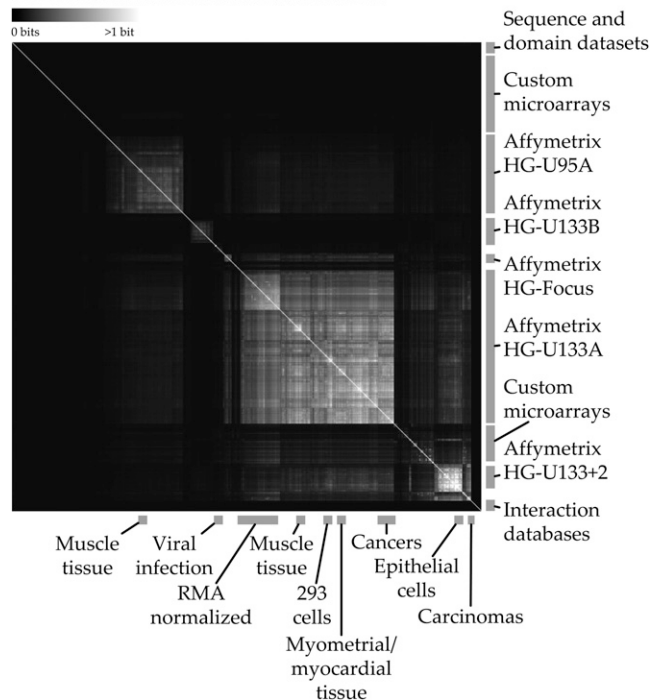 0 bits
>1 bit
Sequence and
domain datasets
Custom
microarrays
Affymetrix
HG-U95A
Affymetrix
HG-U133B
Affymetrix
HG-Focus
Affymetrix
HG-U133A
Custom
microarrays
Affymetrix
HG-U133+2
Interaction
databases
Muscle
tissue
Viral
infection
RMA
normalized
Muscle
tissue
293
cells
Myometrial/
myocardial
tissue
Cancers
Epithelial
cells
Carcinomas